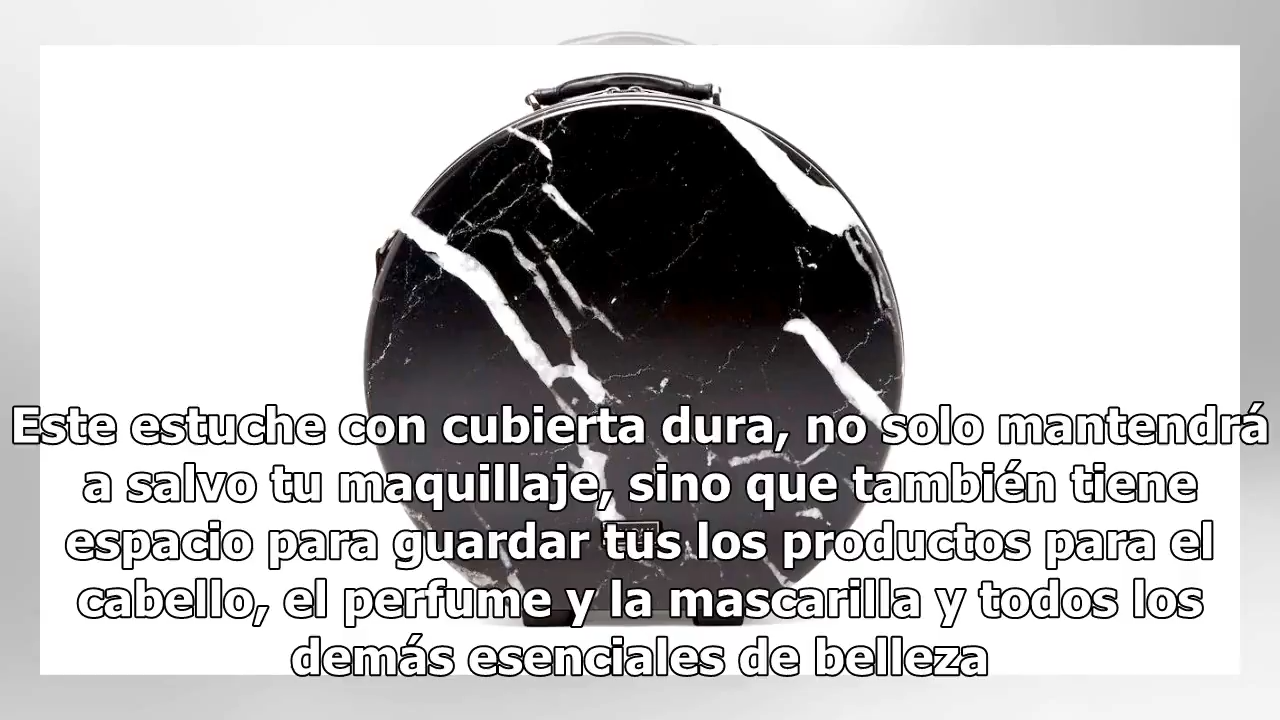 Este estuche con cubierta dura, no solo mantendrá
a salvo tu maquillaje, sino que también tiene
espacio para guardar tus los productos para el
cabello, el perfume y la mascarilla y todos los
demás esenciales de belleza